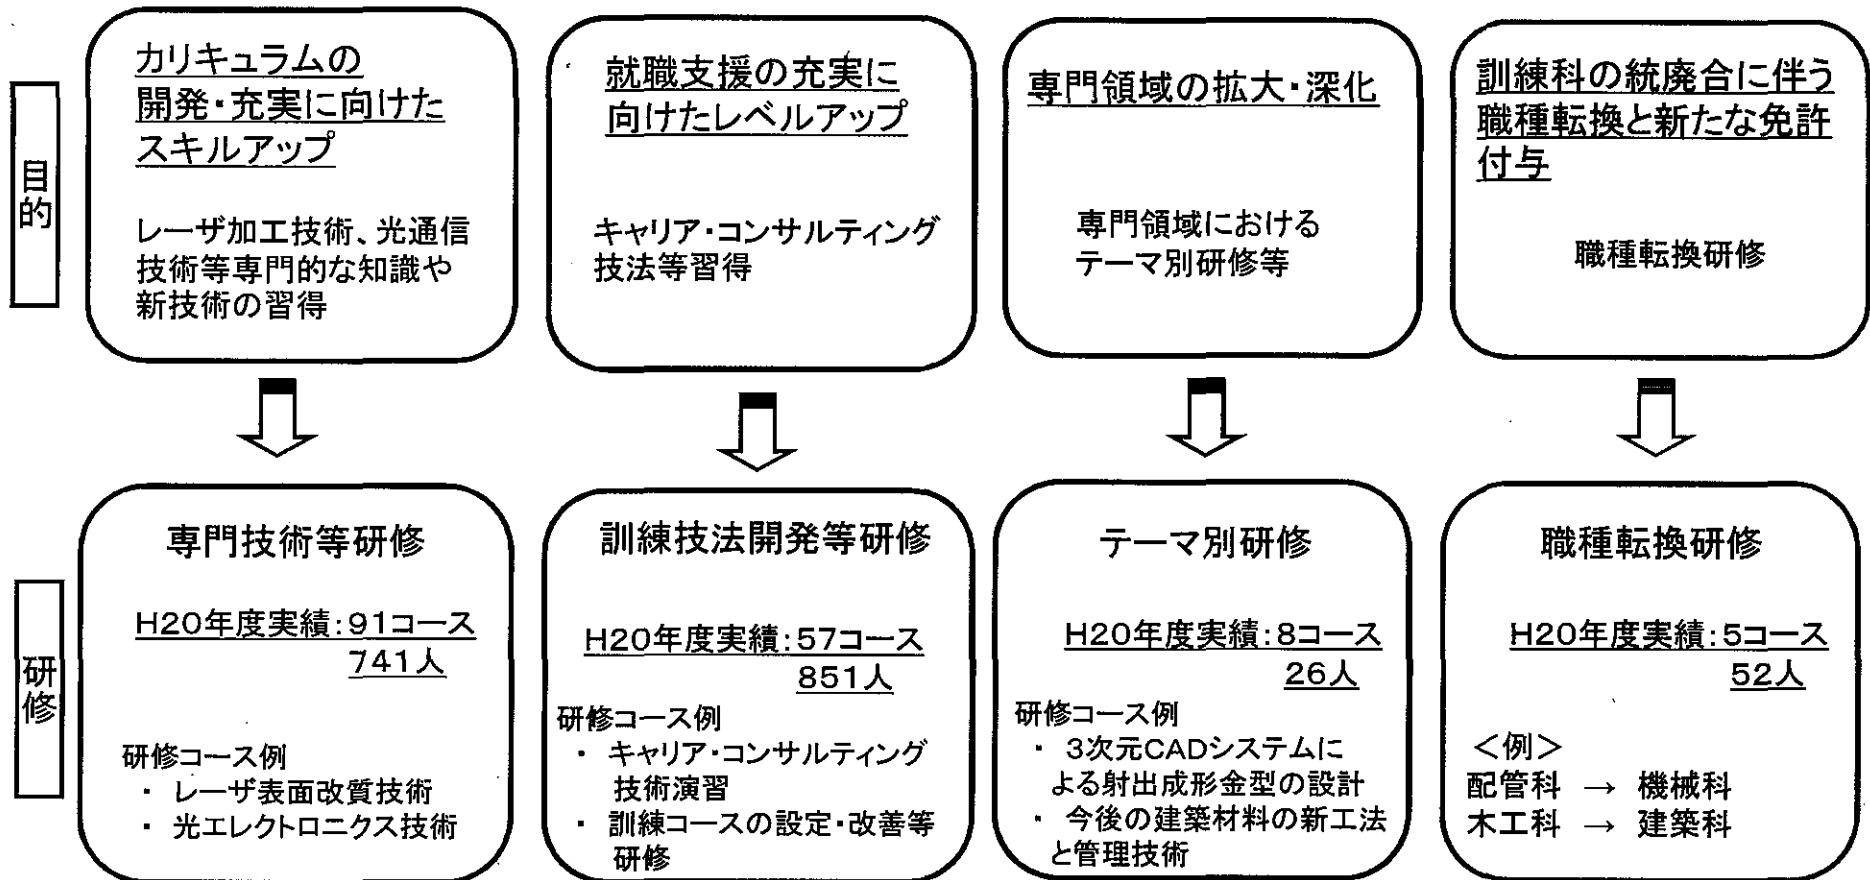 目的
カリキュラムの
開発・充実に向けた
スキルアップ
レーザ加工技術、光通信
技術等専門的な知識や
新技術の習得
就職支援の充実に
向けたレベルアップ
キャリア・コンサルティング
技法等習得
専門領域の拡大・深化
専門領域における
テーマ別研修等
訓練科の統廃合に伴う
職種転換と新たな免許
付与
職種転換研修
研修
専門技術等研修
H20年度実績:91コース
741人
研修コース例
・ レーザ表面改質技術
・ 光エレクトロニクス技術
訓練技法開発等研修
H20年度実績:57コース
851人
研修コース例
・ キャリア・コンサルティング
技術演習
・ 訓練コースの設定・改善等
研修
テーマ別研修
H20年度実績:8コース
26人
研修コース例
・ 3次元CADシステムに
よる射出成形金型の設計
・ 今後の建築材料の新工法
と管理技術
職種転換研修
H20年度実績:5コース
52人
＜例＞
配管科 → 機械科
木工科 → 建築科